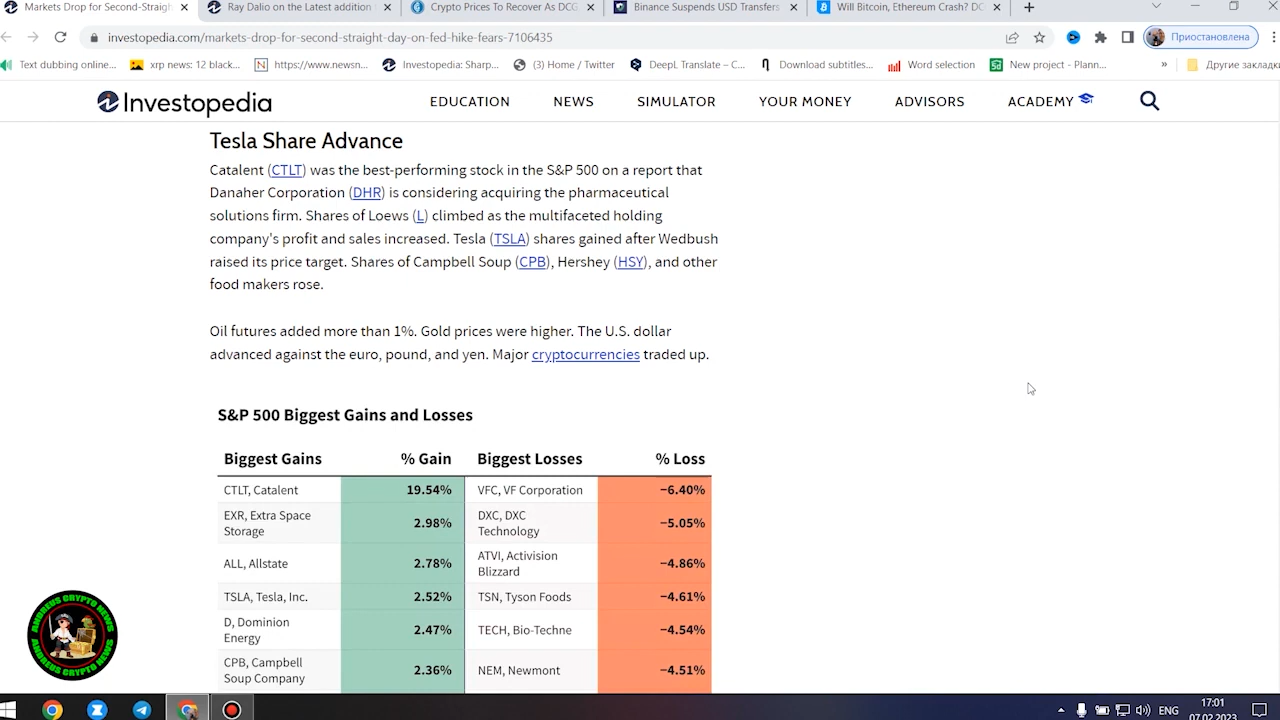 Markets Drop for Second-Straigh
Ray Dalio on the Latest addition
Crypto Prices To Recover As DCG
Binance Suspends USD Transfers
Will Bitcoin, Ethereum Crash? DC
investopedia.com/markets-drop-for-second-straight-day-on-fed-hike-fears-7106435
Приостановлена
Text dubbing online...
xrp news: 12 black...
https://www.newsn...
Investopedia: Sharp...
(3) Home / Twitter
DeepL Translate – C...
Download subtitles...
Word selection
New project - Plann...
»
Другие закладки
Investopedia
EDUCATION
NEWS
SIMULATOR
YOUR MONEY
ADVISORS
ACADEMY
Tesla Share Advance
Catalent (CTLT) was the best-performing stock in the S&P 500 on a report that
Danaher Corporation (DHR) is considering acquiring the pharmaceutical
solutions firm. Shares of Loews (L) climbed as the multifaceted holding
company's profit and sales increased. Tesla (TSLA) shares gained after Wedbush
raised its price target. Shares of Campbell Soup (CPB), Hershey (HSY), and other
food makers rose.
Oil futures added more than 1%. Gold prices were higher. The U.S. dollar
advanced against the euro, pound, and yen. Major cryptocurrencies traded up.
S&P 500 Biggest Gains and Losses
Biggest Gains % Gain Biggest Losses % Loss
CTLT, Catalent 19.54% VFC, VF Corporation −6.40%
EXR, Extra Space
Storage
2.98%
DXC, DXC
Technology
−5.05%
ALL, Allstate 2.78%
ATVI, Activision
Blizzard
−4.86%
TSLA, Tesla, Inc. 2.52% TSN, Tyson Foods −4.61%
D, Dominion
Energy
2.47% TECH, Bio-Techne −4.54%
CPB, Campbell
Soup Company
2.36% NEM, Newmont −4.51%
ANDREUS CRYPTO NEWS
ANDREUS CRYPTO NEWS
ENG
17:01
07.02.2023